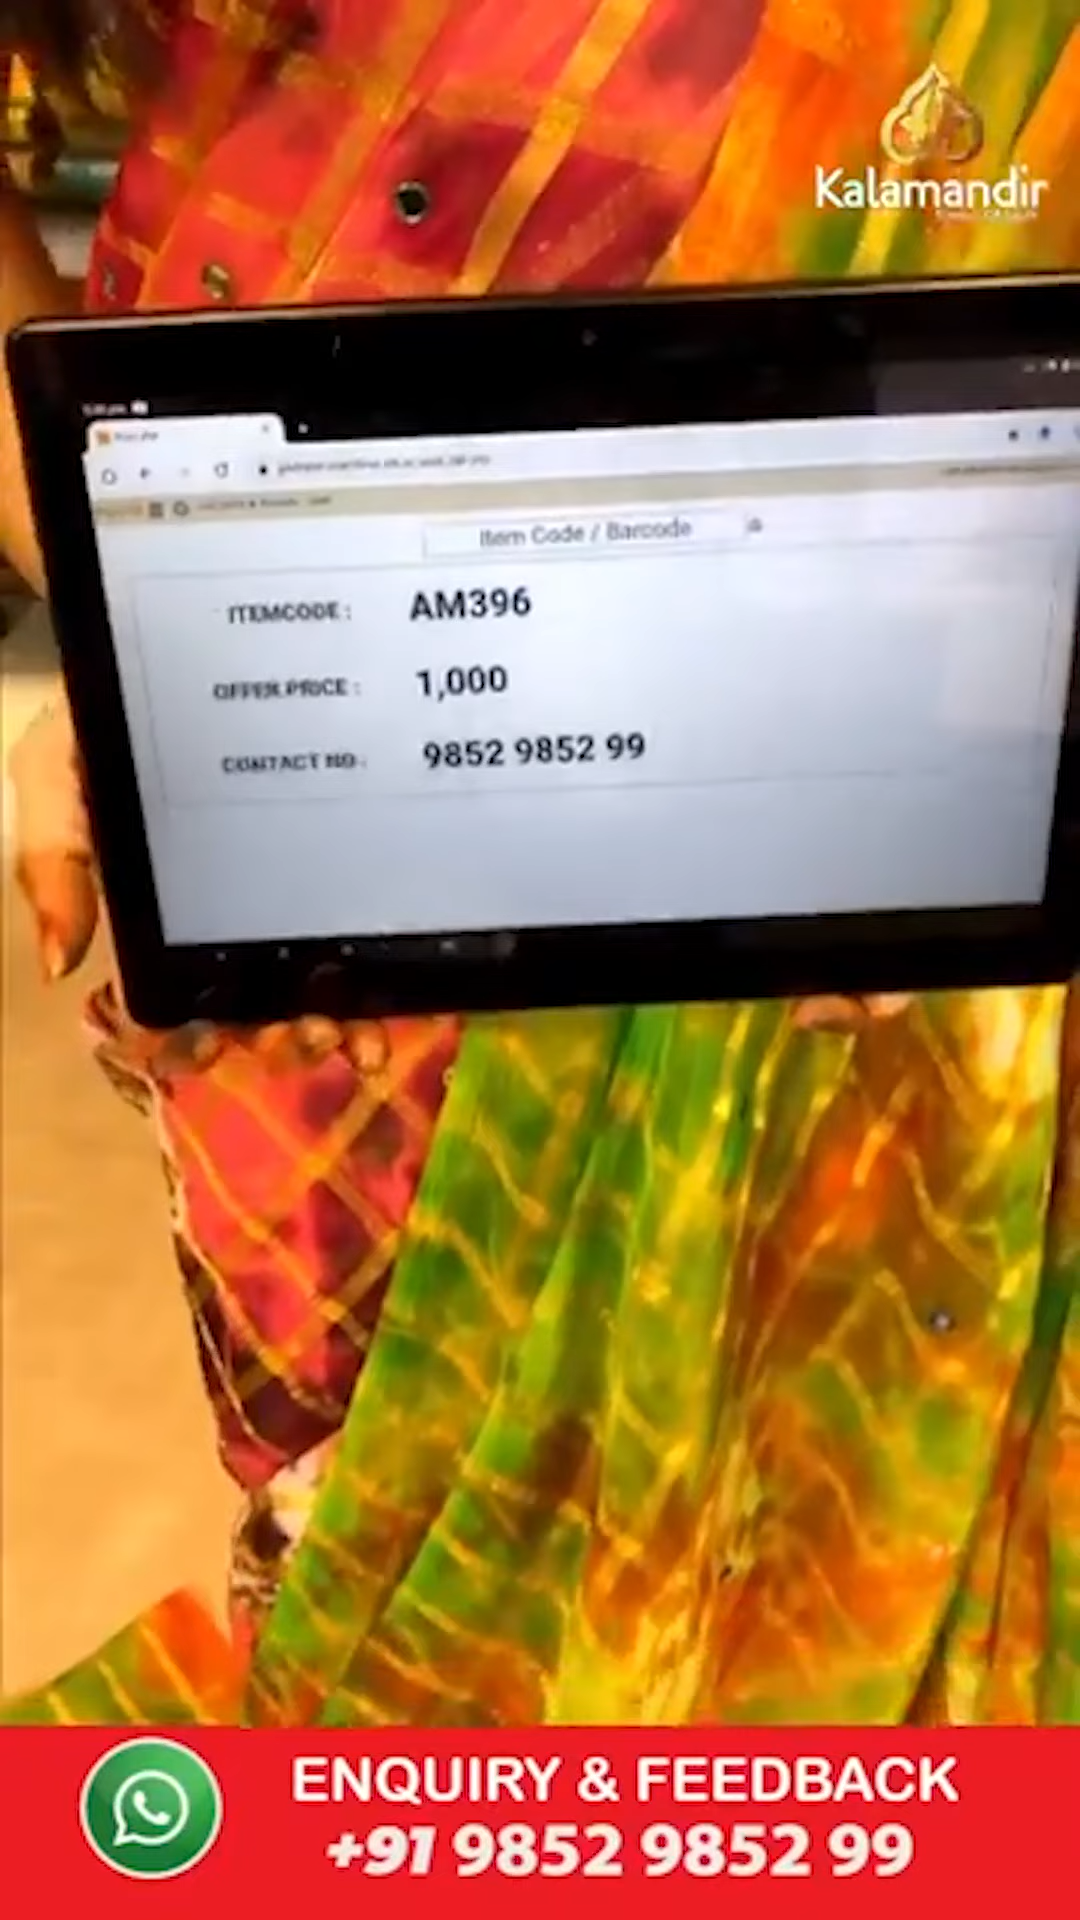 Kalamandir
Item Code / Barcode
ITEMCODE :
AM396
OFFER PRICE :
1,000
CONTACT NO.
9852 9852 99
ENQUIRY & FEEDBACK
+91 9852 9852 99